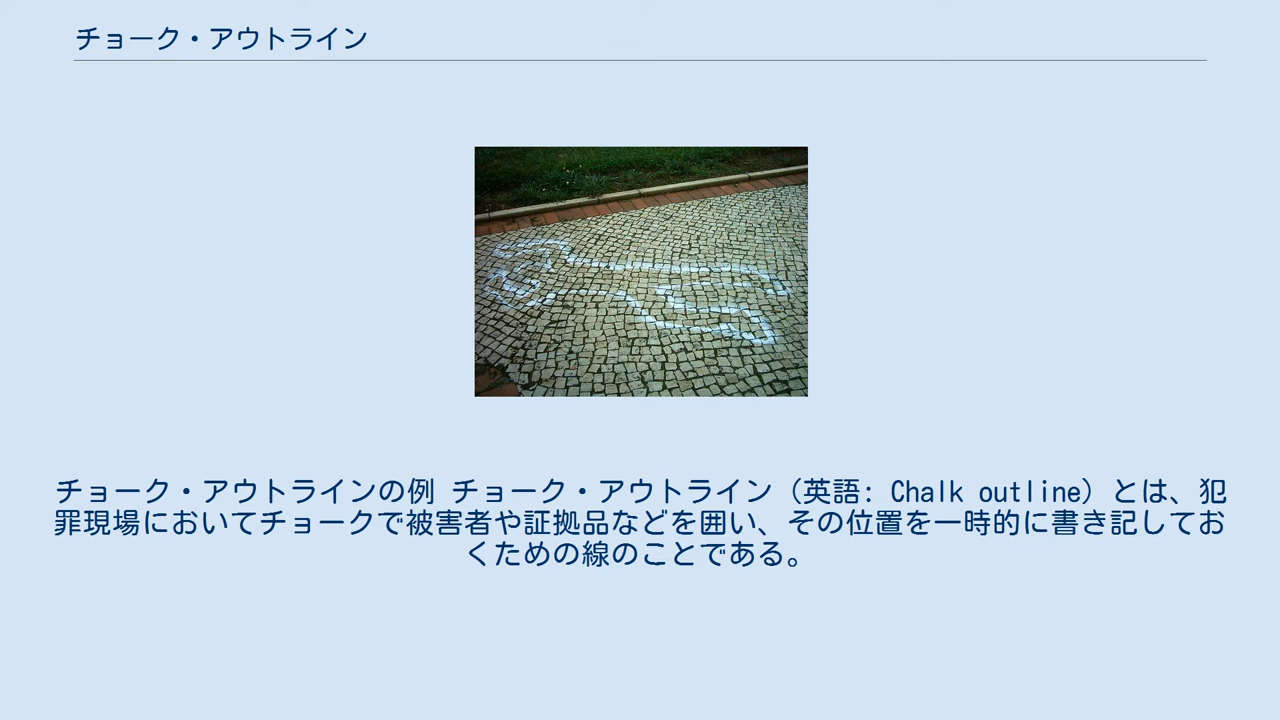 チョーク・アウトライン
チョーク・アウトラインの例 チョーク・アウトライン（英語: Chalk outline）とは、犯
罪現場においてチョークで被害者や証拠品などを囲い、その位置を一時的に書き記してお
くための線のことである。